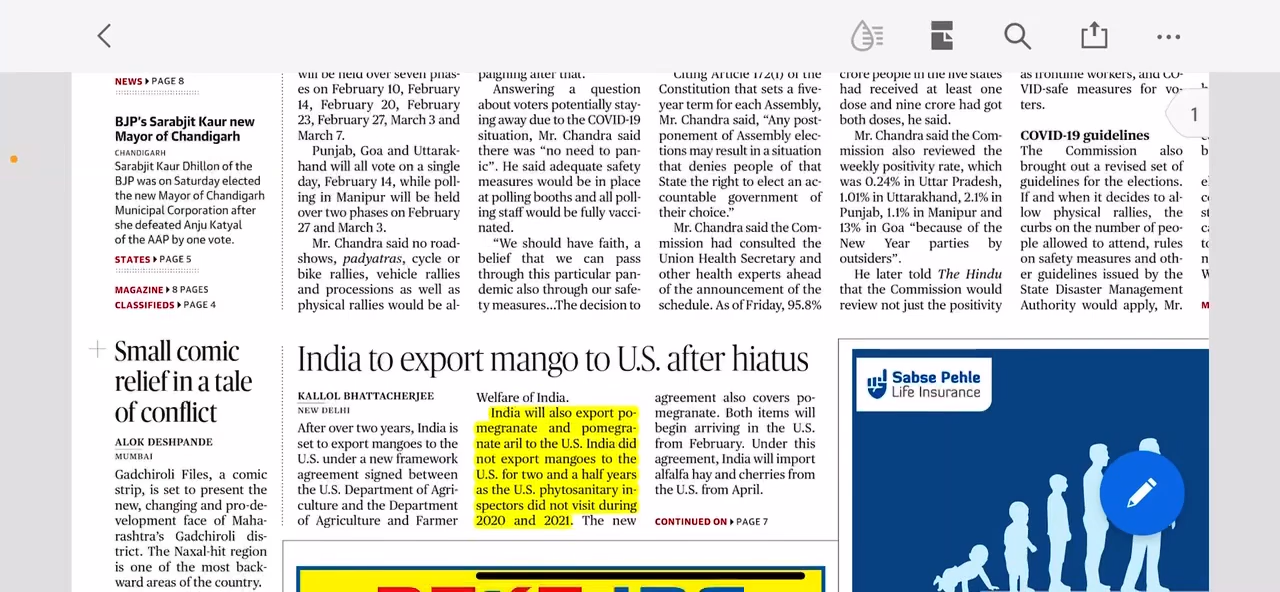 NEWS PAGE 8
BJP's Sarabjit Kaur new
Mayor of Chandigarh
CHANDIGARH
Sarabjit Kaur Dhillon of the
BJP was on Saturday elected
the new Mayor of Chandigarh
Municipal Corporation after
she defeated Anju Katyal
of the AAP by one vote.
STATES PAGE 5
MAGAZINE 8 PAGES
CLASSIFIEDS PAGE 4
will be held over seven phas-
es on February 10, February
14, February 20, February
23, February 27, March 3 and
March 7.
Punjab, Goa and Uttarak-
hand will all vote on a single
day, February 14, while poll-
ing in Manipur will be held
over two phases on February
27 and March 3.
Mr. Chandra said no road-
shows, padyatras, cycle or
bike rallies, vehicle rallies
and processions as well as
physical rallies would be al-
paigning after that.
Answering a question
about voters potentially stay-
ing away due to the COVID-19
situation, Mr. Chandra said
there was “no need to pan-
ic”. He said adequate safety
measures would be in place
at polling booths and all poll-
ing staff would be fully vacci-
nated.
“We should have faith, a
belief that we can pass
through this particular pan-
demic also through our safe-
ty measures...The decision to
Citing Article 172(1) of the
Constitution that sets a five-
year term for each Assembly,
Mr. Chandra said, “Any post-
ponement of Assembly elec-
tions may result in a situation
that denies people of that
State the right to elect an ac-
countable government of
their choice.”
Mr. Chandra said the Com-
mission had consulted the
Union Health Secretary and
other health experts ahead
of the announcement of the
schedule. As of Friday, 95.8%
crore people in the five states
had received at least one
dose and nine crore had got
both doses, he said.
Mr. Chandra said the Com-
mission also reviewed the
weekly positivity rate, which
was 0.24% in Uttar Pradesh,
1.01% in Uttarakhand, 2.1% in
Punjab, 1.1% in Manipur and
13% in Goa “because of the
New Year parties by
outsiders”.
He later told The Hindu
that the Commission would
review not just the positivity
as frontline workers, and CO-
VID-safe measures for vo-
ters.
COVID-19 guidelines
The Commission also
brought out a revised set of
guidelines for the elections.
If and when it decides to al-
low physical rallies, the
curbs on the number of peo-
ple allowed to attend, rules
on safety measures and oth-
er guidelines issued by the
State Disaster Management
Authority would apply, Mr.
1
Small comic
relief in a tale
of conflict
ALOK DESHPANDE
MUMBAI
Gadchiroli Files, a comic
strip, is set to present the
new, changing and pro-de-
velopment face of Maha-
rashtra's Gadchiroli dis-
trict. The Naxal-hit region
is one of the most back-
ward areas of the country.
India to export mango to U.S. after hiatus
KALLOL BHATTACHERJEE
NEW DELHI
After over two years, India is
set to export mangoes to the
U.S. under a new framework
agreement signed between
the U.S. Department of Agri-
culture and the Department
of Agriculture and Farmer
Welfare of India.
India will also export po-
megranate and pomegra-
nate aril to the U.S. India did
not export mangoes to the
U.S. for two and a half years
as the U.S. phytosanitary in-
spectors did not visit during
2020 and 2021. The new
agreement also covers po-
megranate. Both items will
begin arriving in the U.S.
from February. Under this
agreement, India will import
alfalfa hay and cherries from
the U.S. from April.
CONTINUED ON PAGE 7
Sabse Pehle
Life Insurance